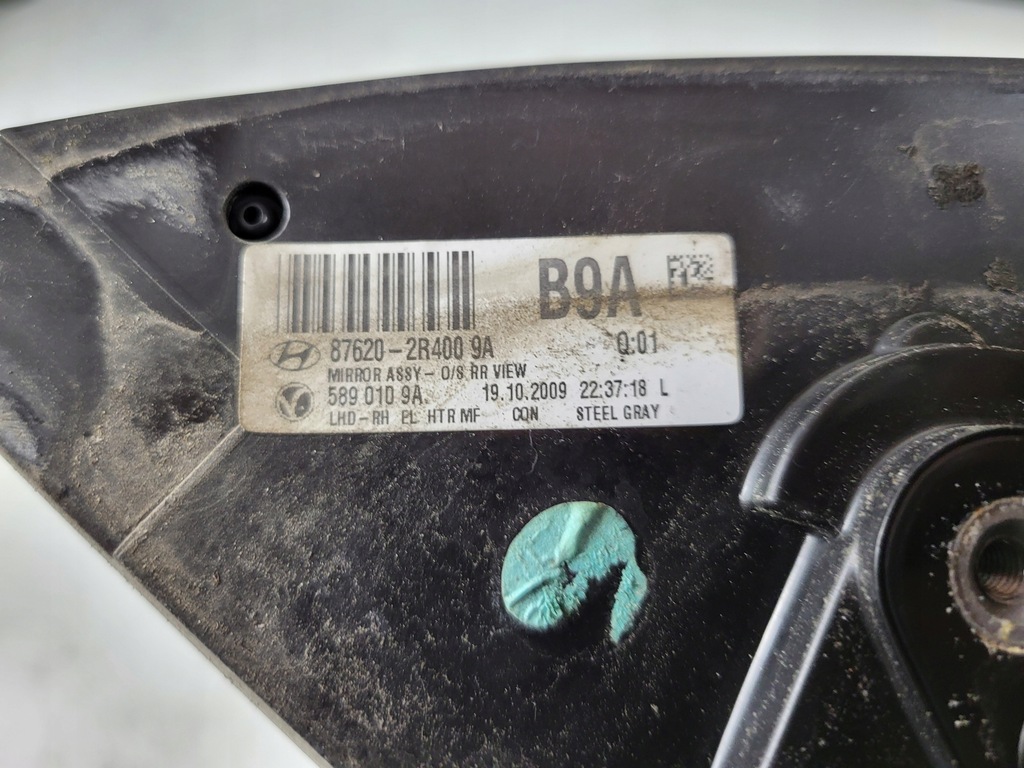 B9A
87620-2R400 9A Q:01
MIRROR ASSY- O/S RR VIEW
589 010 9A. 19.10.2009 22:37:18 L
LHD-RH EL HTR MF CON STEEL GRAY